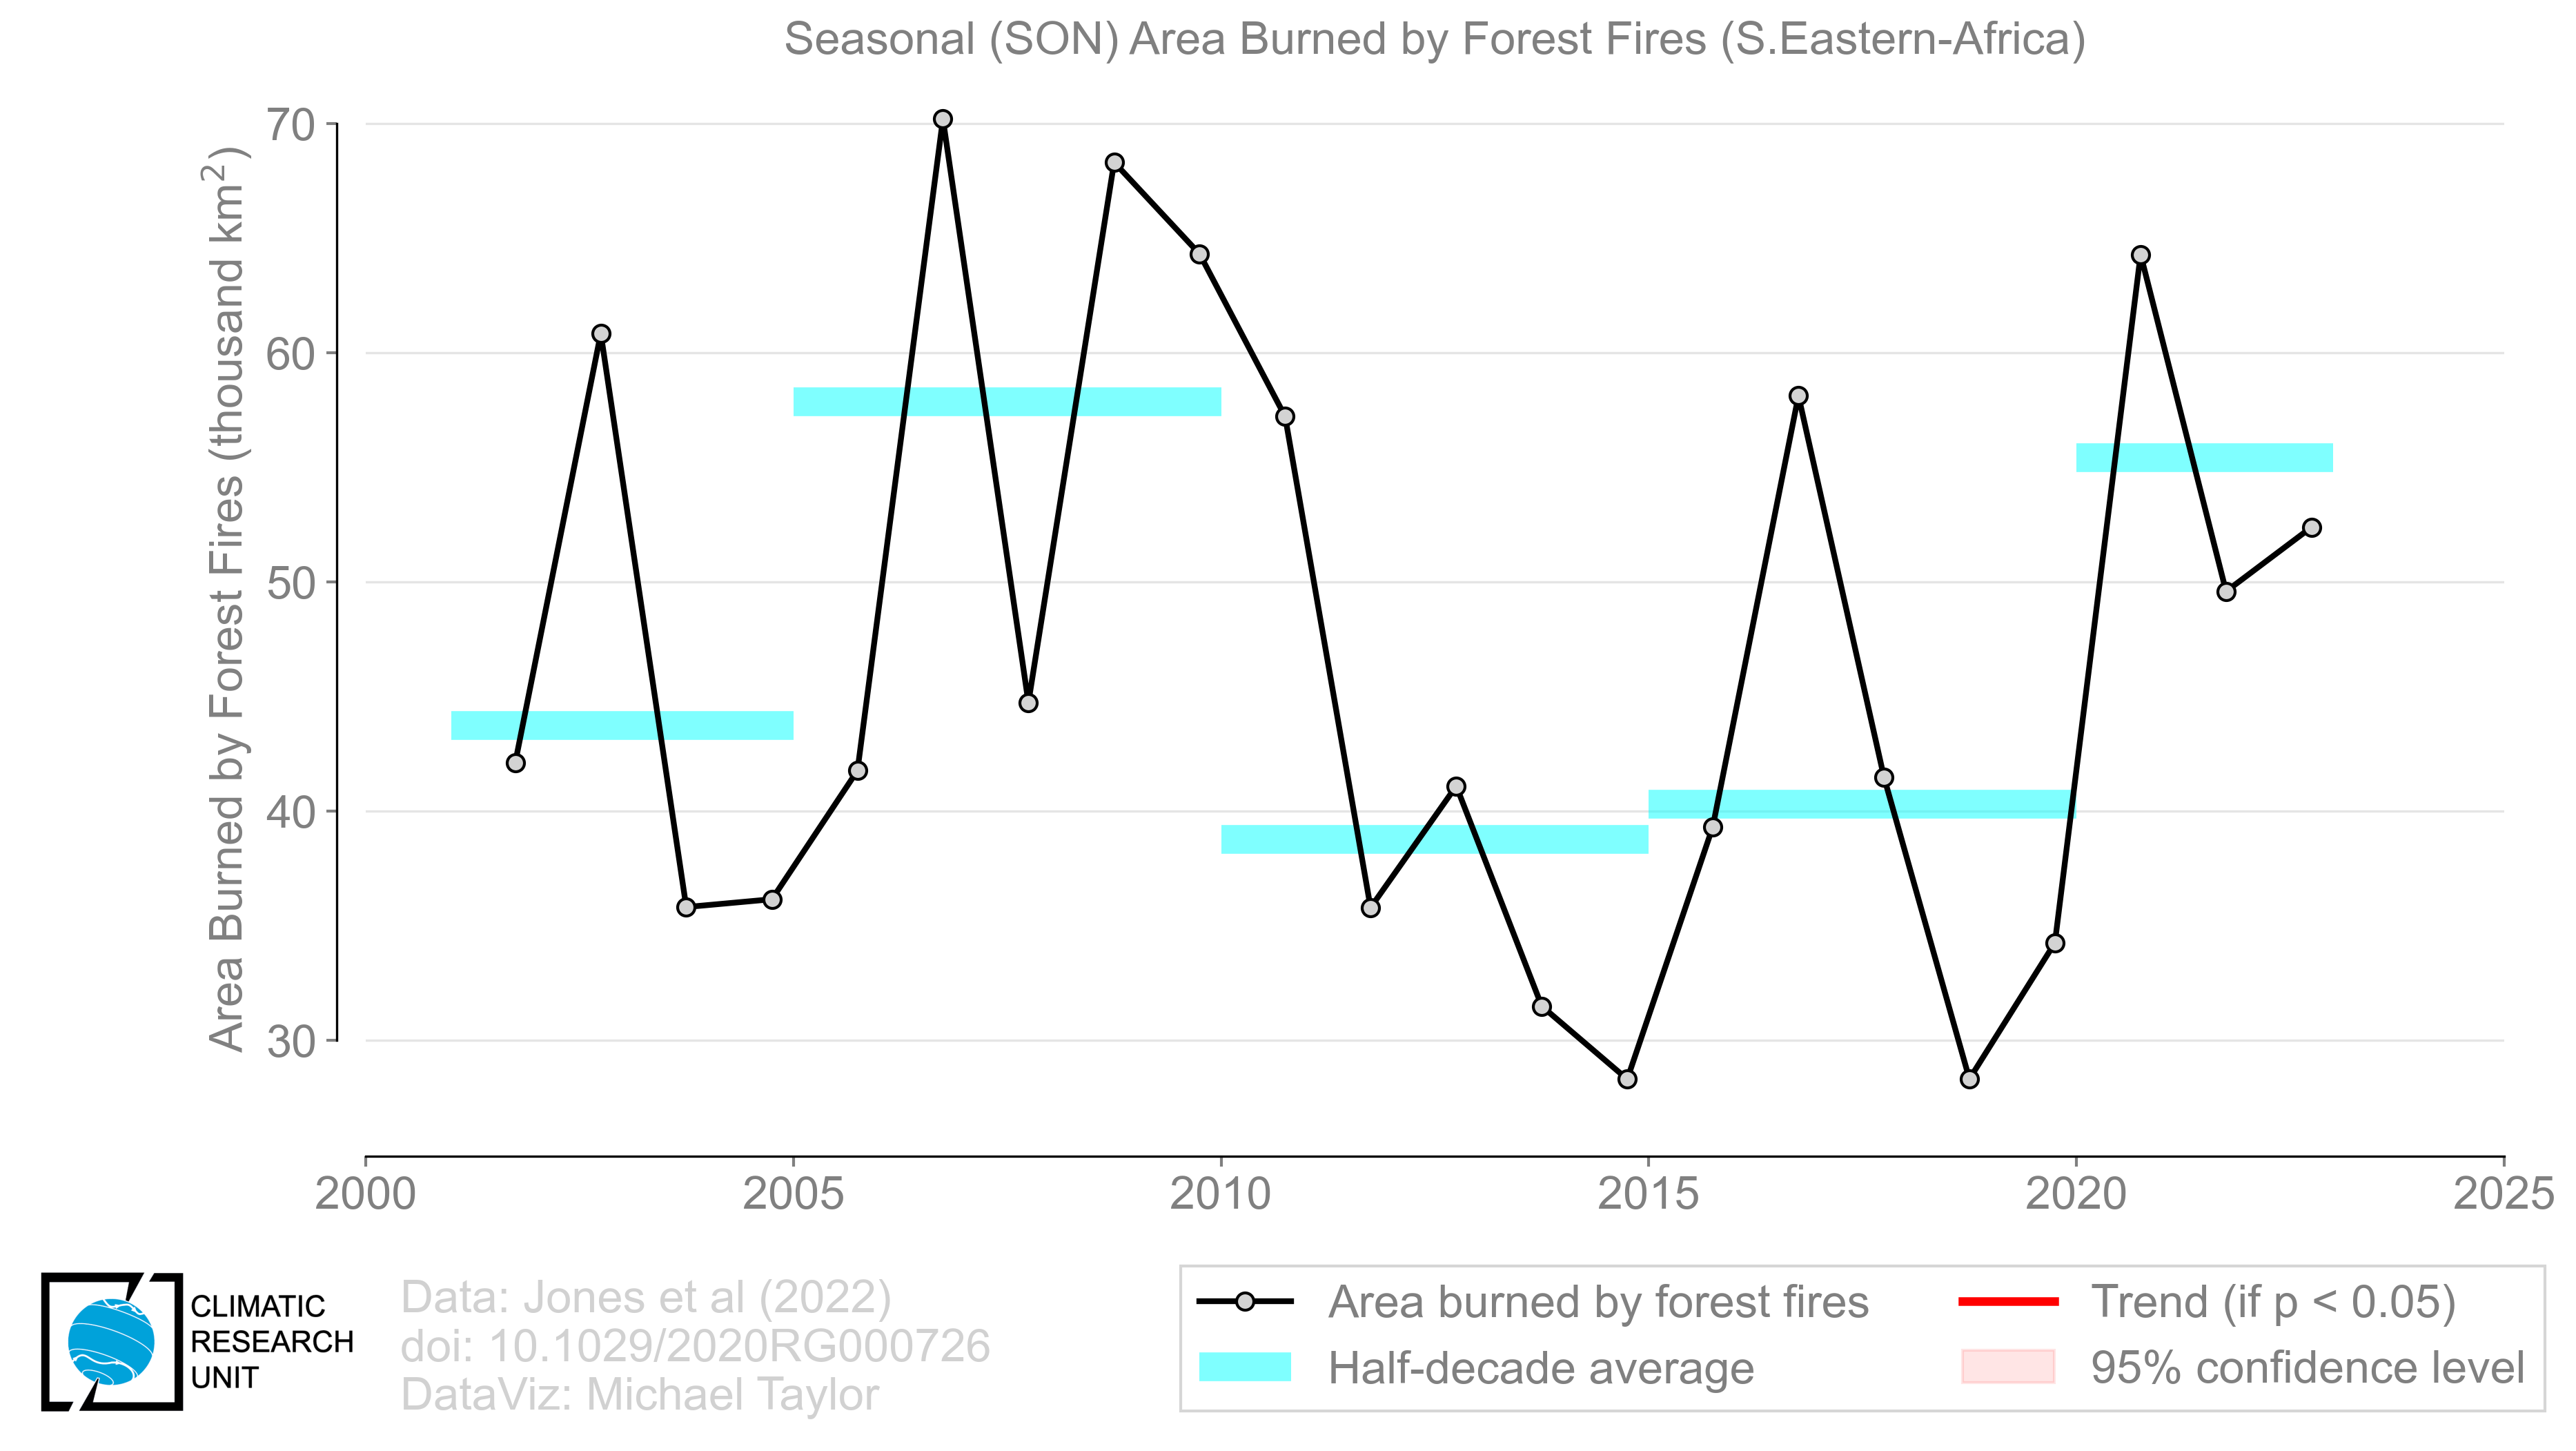 Seasonal (SON) Area Burned by Forest Fires (S.Eastern-Africa)
Area Burned by Forest Fires (thousand km²)
70
60
50
40
30
2000
2005
2010
2015
2020
2025
CLIMATIC
RESEARCH
UNIT
Data: Jones et al (2022)
doi: 10.1029/2020RG000726
DataViz: Michael Taylor
Area burned by forest fires
Half-decade average
Trend (if p < 0.05)
95% confidence level